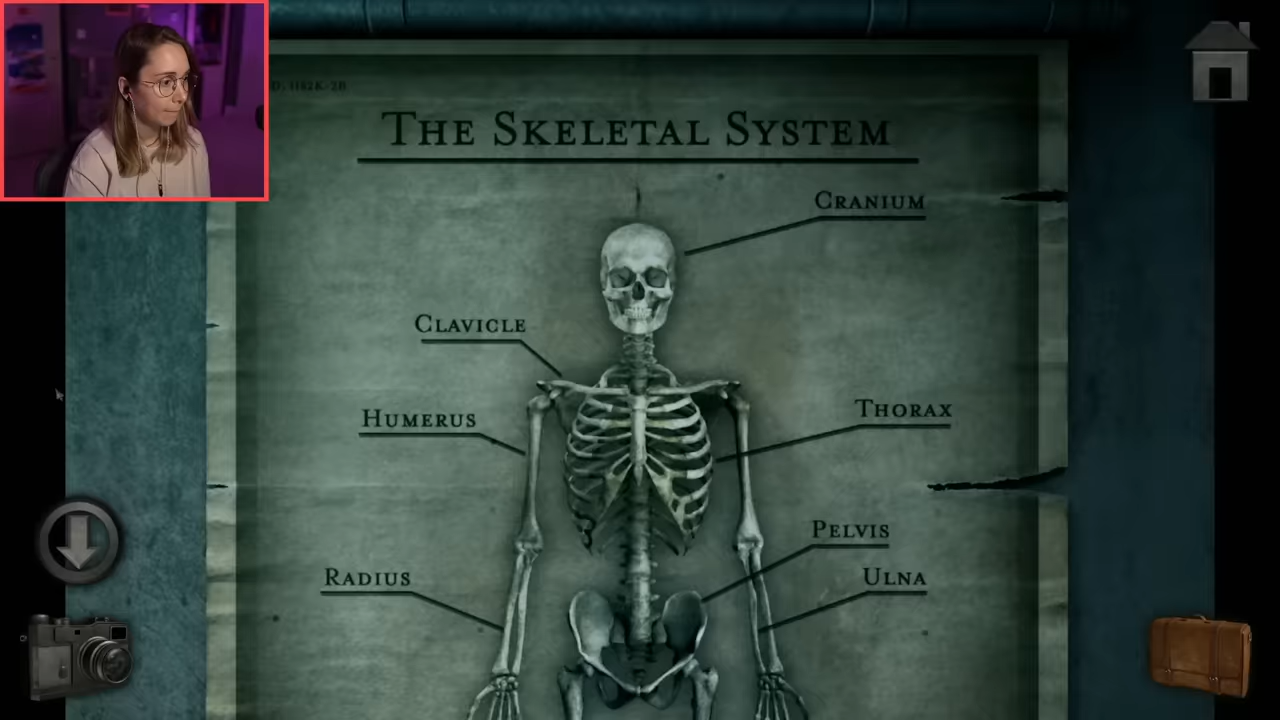 THE SKELETAL SYSTEM
CRANIUM
CLAVICLE
HUMERUS
THORAX
PELVIS
RADIUS
ULNA